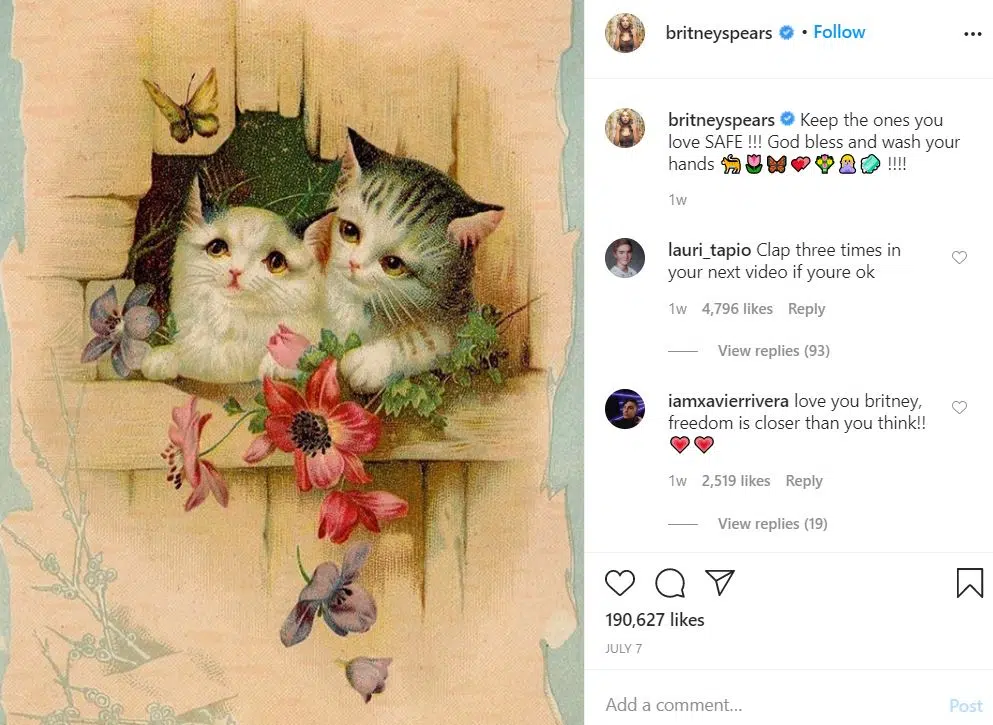 britneyspears • Follow
britneyspears Keep the ones you
love SAFE !!! God bless and wash your
hands 🐅🌷🦋💕💐🤷‍♀️🧼 !!!!
1w
lauri_tapio Clap three times in
your next video if youre ok
1w 4,796 likes Reply
View replies (93)
iamxavierrivera love you britney,
freedom is closer than you think!!
❤️❤️
1w 2,519 likes Reply
View replies (19)
190,627 likes
JULY 7
Add a comment... Post